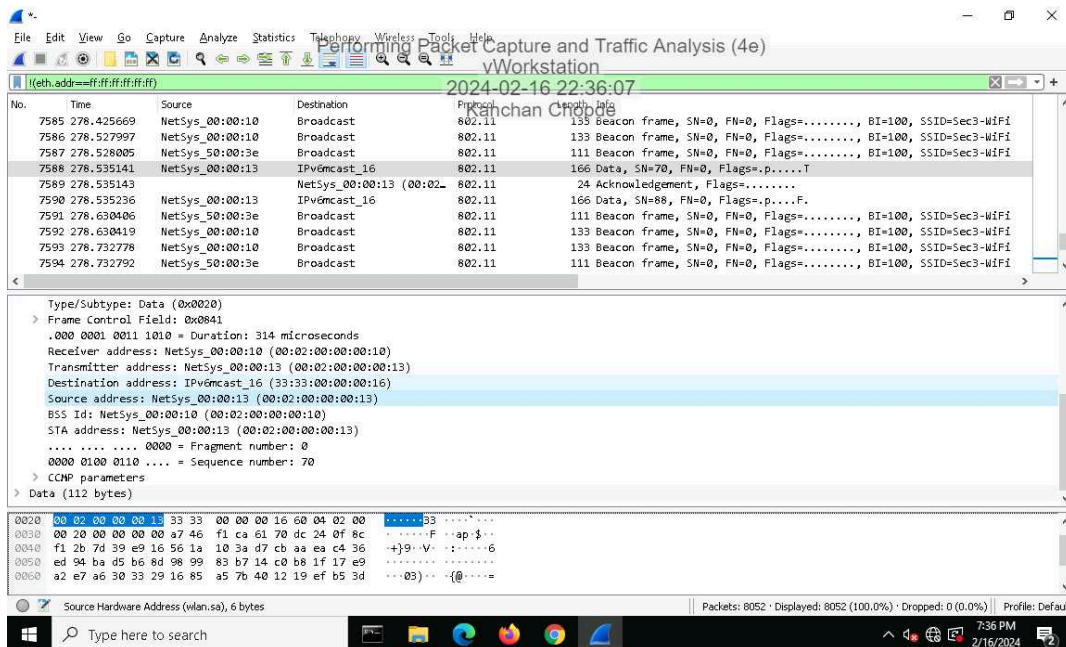 *-
File Edit View Go Capture Analyze Statistics Telephony Wireless Tools Help
Performing Packet Capture and Traffic Analysis (4e)
vWorkstation
2024-02-16 22:36:07
Kanchan Chopde
!(eth.addr==ff:ff:ff:ff:ff:ff)
No. Time Source Destination Protocol Length Info
7585 278.425669 NetSys_00:00:10 Broadcast 802.11 133 Beacon frame, SN=0, FN=0, Flags=........, BI=100, SSID=Sec3-WiFi
7586 278.527997 NetSys_00:00:10 Broadcast 802.11 133 Beacon frame, SN=0, FN=0, Flags=........, BI=100, SSID=Sec3-WiFi
7587 278.528005 NetSys_50:00:3e Broadcast 802.11 111 Beacon frame, SN=0, FN=0, Flags=........, BI=100, SSID=Sec3-WiFi
7588 278.535141 NetSys_00:00:13 IPv6mcast_16 802.11 166 Data, SN=70, FN=0, Flags=.p.....T
7589 278.535143 NetSys_00:00:13 (00:02… 802.11 24 Acknowledgement, Flags=........
7590 278.535236 NetSys_00:00:13 IPv6mcast_16 802.11 166 Data, SN=88, FN=0, Flags=.p....F.
7591 278.630406 NetSys_50:00:3e Broadcast 802.11 111 Beacon frame, SN=0, FN=0, Flags=........, BI=100, SSID=Sec3-WiFi
7592 278.630419 NetSys_00:00:10 Broadcast 802.11 133 Beacon frame, SN=0, FN=0, Flags=........, BI=100, SSID=Sec3-WiFi
7593 278.732778 NetSys_00:00:10 Broadcast 802.11 133 Beacon frame, SN=0, FN=0, Flags=........, BI=100, SSID=Sec3-WiFi
7594 278.732792 NetSys_50:00:3e Broadcast 802.11 111 Beacon frame, SN=0, FN=0, Flags=........, BI=100, SSID=Sec3-WiFi
Type/Subtype: Data (0x0020)
> Frame Control Field: 0x0841
.000 0001 0011 1010 = Duration: 314 microseconds
Receiver address: NetSys_00:00:10 (00:02:00:00:00:10)
Transmitter address: NetSys_00:00:13 (00:02:00:00:00:13)
Destination address: IPv6mcast_16 (33:33:00:00:00:16)
Source address: NetSys_00:00:13 (00:02:00:00:00:13)
BSS Id: NetSys_00:00:10 (00:02:00:00:00:10)
STA address: NetSys_00:00:13 (00:02:00:00:00:13)
.... .... .... 0000 = Fragment number: 0
0000 0100 0110 .... = Sequence number: 70
> CCMP parameters
> Data (112 bytes)
0020 00 02 00 00 00 13 33 33 00 00 00 16 60 04 02 00 ······33 ····`···
0030 00 20 00 00 00 00 a7 46 f1 ca 61 70 dc 24 0f 8c · ·····F ··ap·$··
0040 f1 2b 7d 39 e9 16 56 1a 10 3a d7 cb aa ea c4 36 ·+}9··V· ·:·····6
0050 ed 94 ba d5 b6 8d 98 99 83 b7 14 c0 b8 1f 17 e9 ········ ········
0060 a2 e7 a6 30 33 29 16 85 a5 7b 40 12 19 ef b5 3d ···03)·· ·{@····=
Source Hardware Address (wlan.sa), 6 bytes
Packets: 8052 · Displayed: 8052 (100.0%) · Dropped: 0 (0.0%)
Profile: Defau
Type here to search
7:36 PM
2/16/2024
2